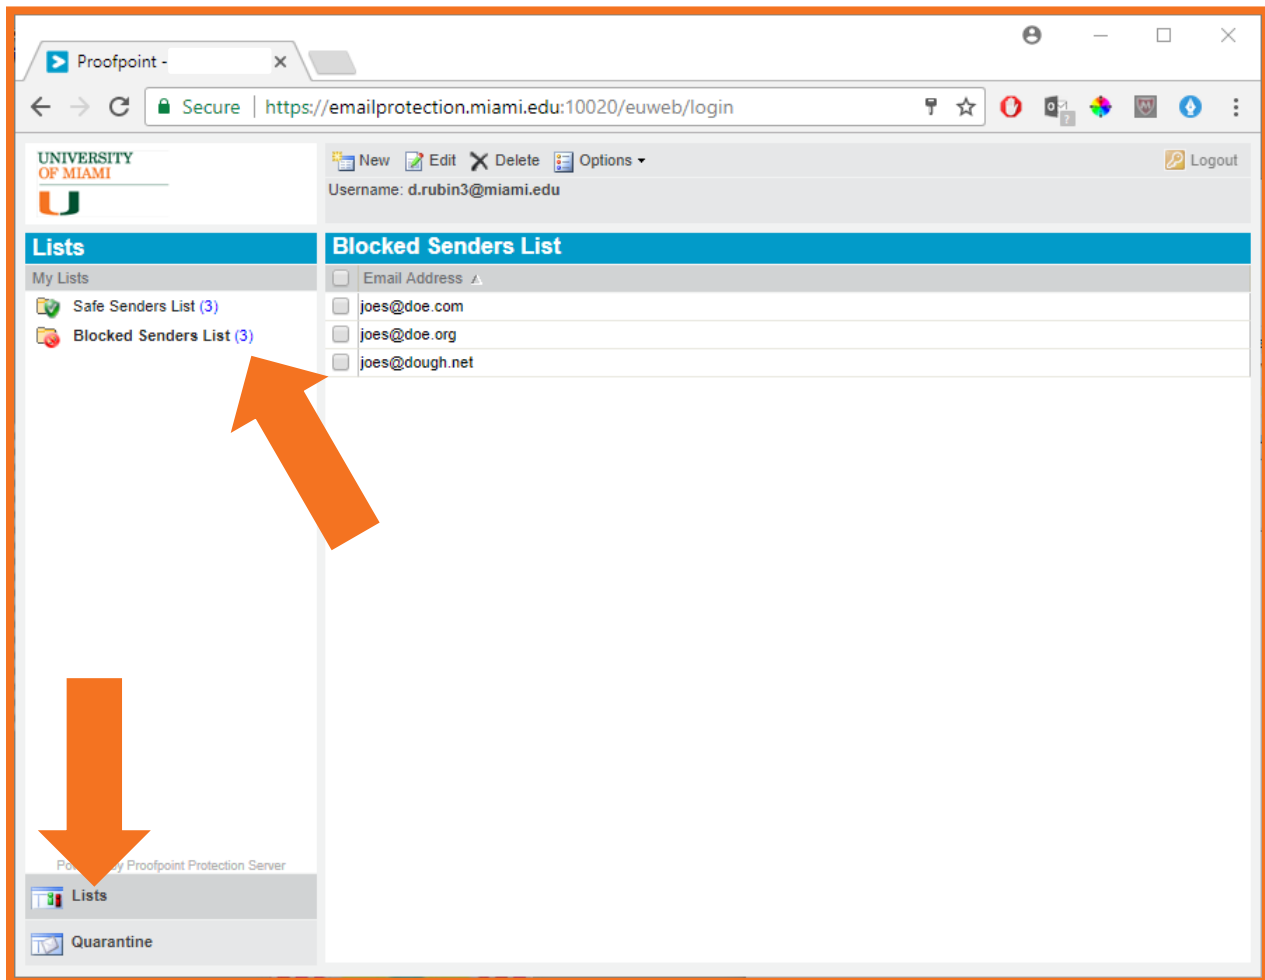 Proofpoint -
Secure | https://emailprotection.miami.edu:10020/euweb/login
UNIVERSITY
OF MIAMI
New Edit Delete Options Logout
Username: d.rubin3@miami.edu
Lists
My Lists
Safe Senders List (3)
Blocked Senders List (3)
Blocked Senders List
Email Address
joes@doe.com
joes@doe.org
joes@dough.net
by Proofpoint Protection Server
Lists
Quarantine